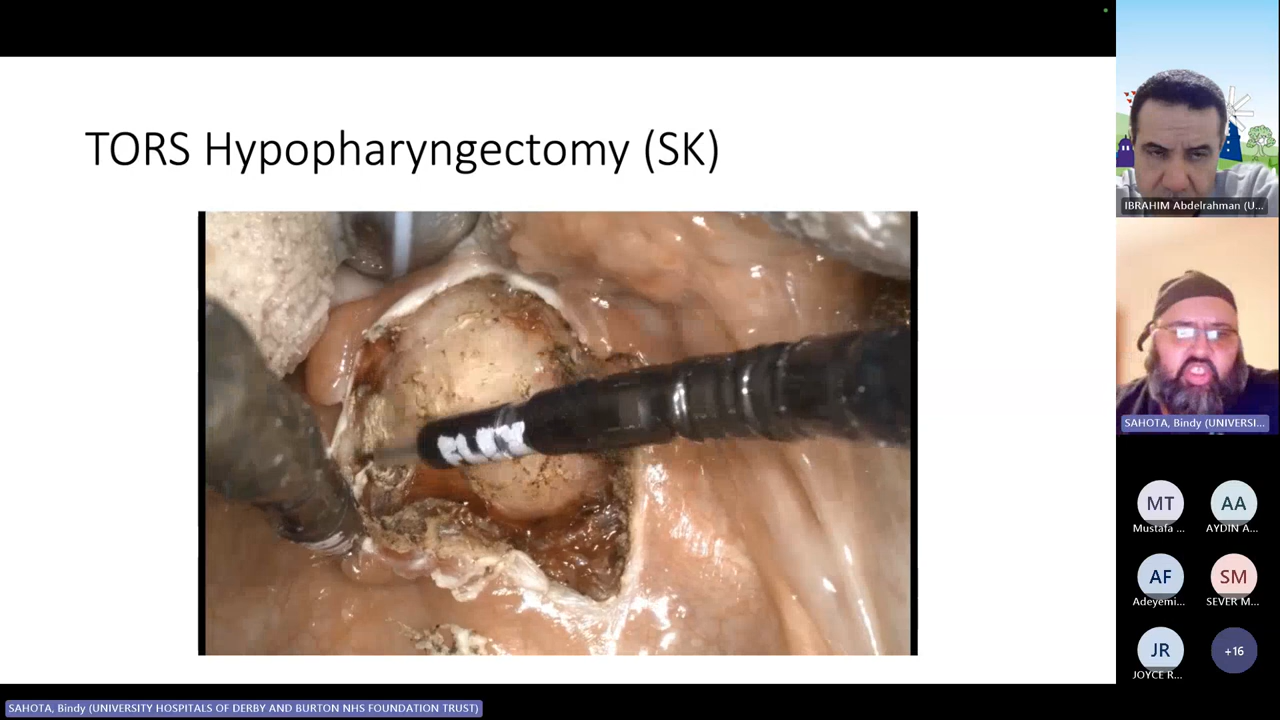 TORS Hypopharyngectomy (SK)
IBRAHIM Abdelrahman (U...
SAHOTA, Bindy (UNIVERSI...
MT
AA
Mustafa ...
AYDIN A...
AF
SM
Adeyemi...
SEVER M...
JR
+16
JOYCE R...
SAHOTA, Bindy (UNIVERSITY HOSPITALS OF DERBY AND BURTON NHS FOUNDATION TRUST)